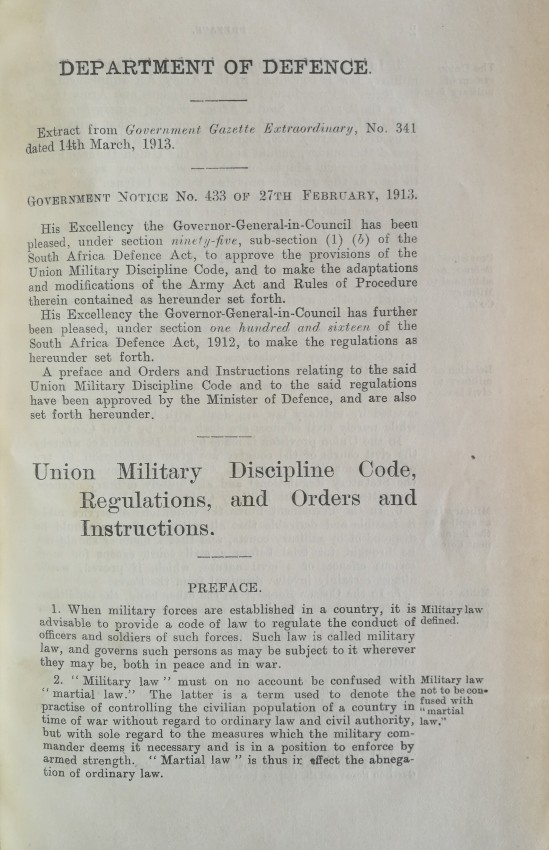 DEPARTMENT OF DEFENCE.
Extract from Government Gazette Extraordinary, No. 341
dated 14th March, 1913.
GOVERNMENT NOTICE No. 433 OF 27TH FEBRUARY, 1913.
His Excellency the Governor-General-in-Council has been
pleased, under section ninety-five, sub-section (1) (b) of the
South Africa Defence Act, to approve the provisions of the
Union Military Discipline Code, and to make the adaptations
and modifications of the Army Act and Rules of Procedure
therein contained as hereunder set forth.
His Excellency the Governor-General-in-Council has further
been pleased, under section one hundred and sixteen of the
South Africa Defence Act, 1912, to make the regulations as
hereunder set forth.
A preface and Orders and Instructions relating to the said
Union Military Discipline Code and to the said regulations
have been approved by the Minister of Defence, and are also
set forth hereunder.
Union Military Discipline Code,
Regulations, and Orders and
Instructions.
PREFACE.
1. When military forces are established in a country, it is
advisable to provide a code of law to regulate the conduct of
officers and soldiers of such forces. Such law is called military
law, and governs such persons as may be subject to it wherever
they may be, both in peace and in war.
Military law
defined.
2. "Military law" must on no account be confused with
"martial law." The latter is a term used to denote the
practise of controlling the civilian population of a country in
time of war without regard to ordinary law and civil authority,
but with sole regard to the measures which the military com-
mander deems it necessary and is in a position to enforce by
armed strength. "Martial law" is thus in effect the abnega-
tion of ordinary law.
Military law
not to be con-
fused with
"martial
law."